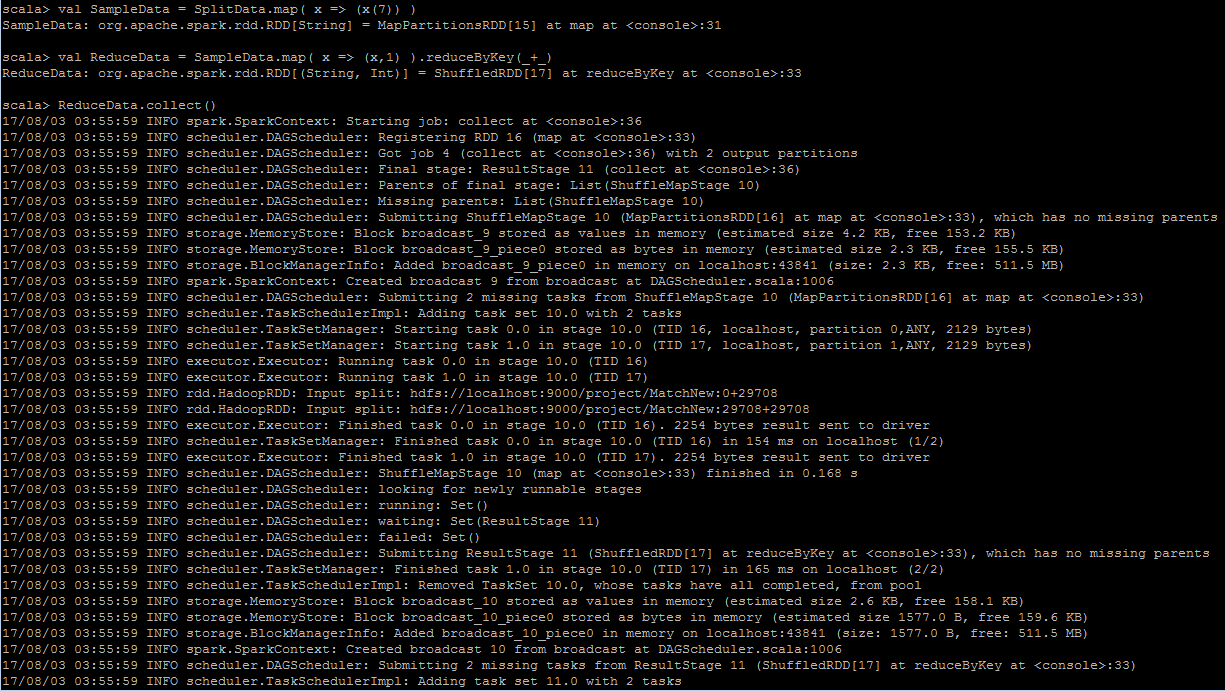 scala> val SampleData = SplitData.map( x => (x(7)) )
SampleData: org.apache.spark.rdd.RDD[String] = MapPartitionsRDD[15] at map at <console>:31
scala> val ReduceData = SampleData.map( x => (x,1) ).reduceByKey(_+_)
ReduceData: org.apache.spark.rdd.RDD[(String, Int)] = ShuffledRDD[17] at reduceByKey at <console>:33
scala> ReduceData.collect()
17/08/03 03:55:59 INFO spark.SparkContext: Starting job: collect at <console>:36
17/08/03 03:55:59 INFO scheduler.DAGScheduler: Registering RDD 16 (map at <console>:33)
17/08/03 03:55:59 INFO scheduler.DAGScheduler: Got job 4 (collect at <console>:36) with 2 output partitions
17/08/03 03:55:59 INFO scheduler.DAGScheduler: Final stage: ResultStage 11 (collect at <console>:36)
17/08/03 03:55:59 INFO scheduler.DAGScheduler: Parents of final stage: List(ShuffleMapStage 10)
17/08/03 03:55:59 INFO scheduler.DAGScheduler: Missing parents: List(ShuffleMapStage 10)
17/08/03 03:55:59 INFO scheduler.DAGScheduler: Submitting ShuffleMapStage 10 (MapPartitionsRDD[16] at map at <console>:33), which has no missing parents
17/08/03 03:55:59 INFO storage.MemoryStore: Block broadcast_9 stored as values in memory (estimated size 4.2 KB, free 153.2 KB)
17/08/03 03:55:59 INFO storage.MemoryStore: Block broadcast_9_piece0 stored as bytes in memory (estimated size 2.3 KB, free 155.5 KB)
17/08/03 03:55:59 INFO storage.BlockManagerInfo: Added broadcast_9_piece0 in memory on localhost:43841 (size: 2.3 KB, free: 511.5 MB)
17/08/03 03:55:59 INFO spark.SparkContext: Created broadcast 9 from broadcast at DAGScheduler.scala:1006
17/08/03 03:55:59 INFO scheduler.DAGScheduler: Submitting 2 missing tasks from ShuffleMapStage 10 (MapPartitionsRDD[16] at map at <console>:33)
17/08/03 03:55:59 INFO scheduler.TaskSchedulerImpl: Adding task set 10.0 with 2 tasks
17/08/03 03:55:59 INFO scheduler.TaskSetManager: Starting task 0.0 in stage 10.0 (TID 16, localhost, partition 0,ANY, 2129 bytes)
17/08/03 03:55:59 INFO scheduler.TaskSetManager: Starting task 1.0 in stage 10.0 (TID 17, localhost, partition 1,ANY, 2129 bytes)
17/08/03 03:55:59 INFO executor.Executor: Running task 0.0 in stage 10.0 (TID 16)
17/08/03 03:55:59 INFO executor.Executor: Running task 1.0 in stage 10.0 (TID 17)
17/08/03 03:55:59 INFO rdd.HadoopRDD: Input split: hdfs://localhost:9000/project/MatchNew:0+29708
17/08/03 03:55:59 INFO rdd.HadoopRDD: Input split: hdfs://localhost:9000/project/MatchNew:29708+29708
17/08/03 03:55:59 INFO executor.Executor: Finished task 0.0 in stage 10.0 (TID 16). 2254 bytes result sent to driver
17/08/03 03:55:59 INFO scheduler.TaskSetManager: Finished task 0.0 in stage 10.0 (TID 16) in 154 ms on localhost (1/2)
17/08/03 03:55:59 INFO executor.Executor: Finished task 1.0 in stage 10.0 (TID 17). 2254 bytes result sent to driver
17/08/03 03:55:59 INFO scheduler.DAGScheduler: ShuffleMapStage 10 (map at <console>:33) finished in 0.168 s
17/08/03 03:55:59 INFO scheduler.DAGScheduler: looking for newly runnable stages
17/08/03 03:55:59 INFO scheduler.DAGScheduler: running: Set()
17/08/03 03:55:59 INFO scheduler.DAGScheduler: waiting: Set(ResultStage 11)
17/08/03 03:55:59 INFO scheduler.DAGScheduler: failed: Set()
17/08/03 03:55:59 INFO scheduler.DAGScheduler: Submitting ResultStage 11 (ShuffledRDD[17] at reduceByKey at <console>:33), which has no missing parents
17/08/03 03:55:59 INFO scheduler.TaskSetManager: Finished task 1.0 in stage 10.0 (TID 17) in 165 ms on localhost (2/2)
17/08/03 03:55:59 INFO scheduler.TaskSchedulerImpl: Removed TaskSet 10.0, whose tasks have all completed, from pool
17/08/03 03:55:59 INFO storage.MemoryStore: Block broadcast_10 stored as values in memory (estimated size 2.6 KB, free 158.1 KB)
17/08/03 03:55:59 INFO storage.MemoryStore: Block broadcast_10_piece0 stored as bytes in memory (estimated size 1577.0 B, free 159.6 KB)
17/08/03 03:55:59 INFO storage.BlockManagerInfo: Added broadcast_10_piece0 in memory on localhost:43841 (size: 1577.0 B, free: 511.5 MB)
17/08/03 03:55:59 INFO spark.SparkContext: Created broadcast 10 from broadcast at DAGScheduler.scala:1006
17/08/03 03:55:59 INFO scheduler.DAGScheduler: Submitting 2 missing tasks from ResultStage 11 (ShuffledRDD[17] at reduceByKey at <console>:33)
17/08/03 03:55:59 INFO scheduler.TaskSchedulerImpl: Adding task set 11.0 with 2 tasks